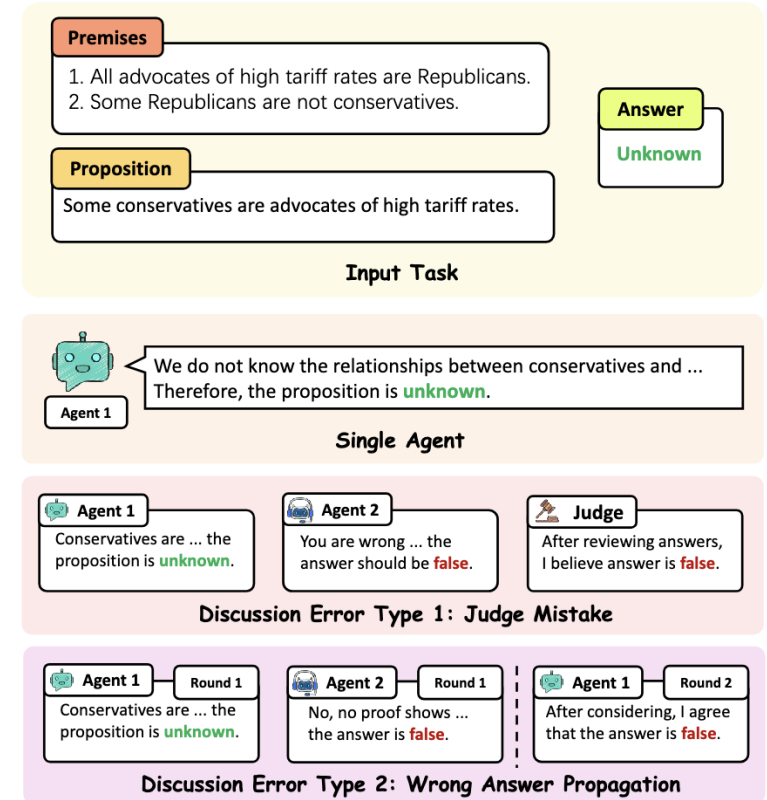 Premises
1. All advocates of high tariff rates are Republicans.
2. Some Republicans are not conservatives.
Answer
Unknown
Proposition
Some conservatives are advocates of high tariff rates.
Input Task
We do not know the relationships between conservatives and ...
Therefore, the proposition is unknown.
Agent 1
Single Agent
Agent 1
Conservatives are ... the
proposition is unknown.
Agent 2
You are wrong ... the
answer should be false.
Judge
After reviewing answers,
I believe answer is false.
Discussion Error Type 1: Judge Mistake
Agent 1
Round 1
Conservatives are ... the
proposition is unknown.
Agent 2
Round 1
No, no proof shows ...
the answer is false.
Agent 1
Round 2
After considering, I agree
that the answer is false.
Discussion Error Type 2: Wrong Answer Propagation